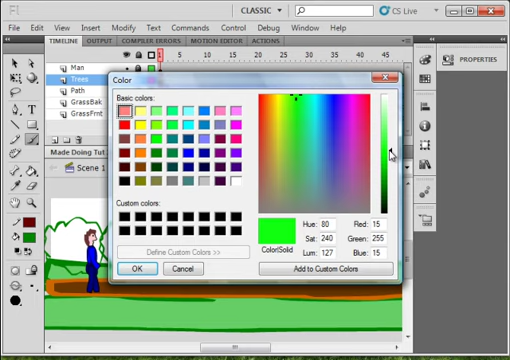 Fl
CLASSIC
CS Live
File Edit View Insert Modify Text Commands Control Debug Window Help
TIMELINE OUTPUT COMPILER ERRORS MOTION EDITOR ACTIONS
PROPERTIES
1 5 10 15 20 25 30 35 40 45
Man
Trees
Path
GrassBak
GrassFrnt
Made Doing Tut
Scene 1
Color
Basic colors:
Custom colors:
Define Custom Colors >>
OK Cancel
Color|Solid
Hue: 80 Red: 15
Sat: 240 Green: 255
Lum: 127 Blue: 15
Add to Custom Colors